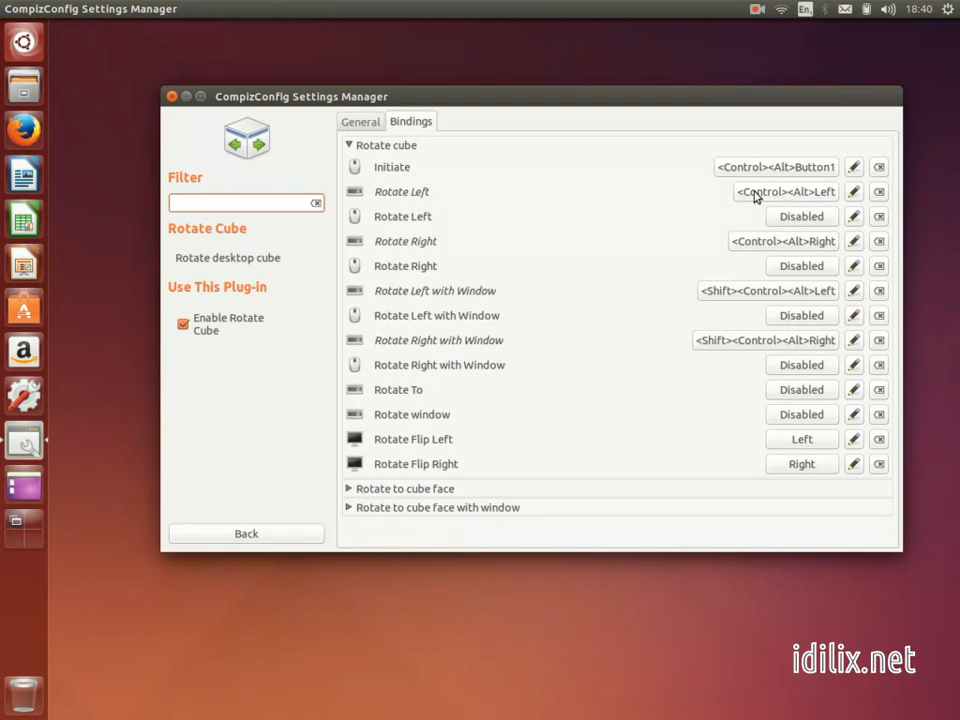 CompizConfig Settings Manager
En
18:40
CompizConfig Settings Manager
Filter
Rotate Cube
Rotate desktop cube
Use This Plug-in
Enable Rotate
Cube
Back
General
Bindings
Rotate cube
Initiate
<Control><Alt>Button1
Rotate Left
<Control><Alt>Left
Rotate Left
Disabled
Rotate Right
<Control><Alt>Right
Rotate Right
Disabled
Rotate Left with Window
<Shift><Control><Alt>Left
Rotate Left with Window
Disabled
Rotate Right with Window
<Shift><Control><Alt>Right
Rotate Right with Window
Disabled
Rotate To
Disabled
Rotate window
Disabled
Rotate Flip Left
Left
Rotate Flip Right
Right
Rotate to cube face
Rotate to cube face with window
idilix.net